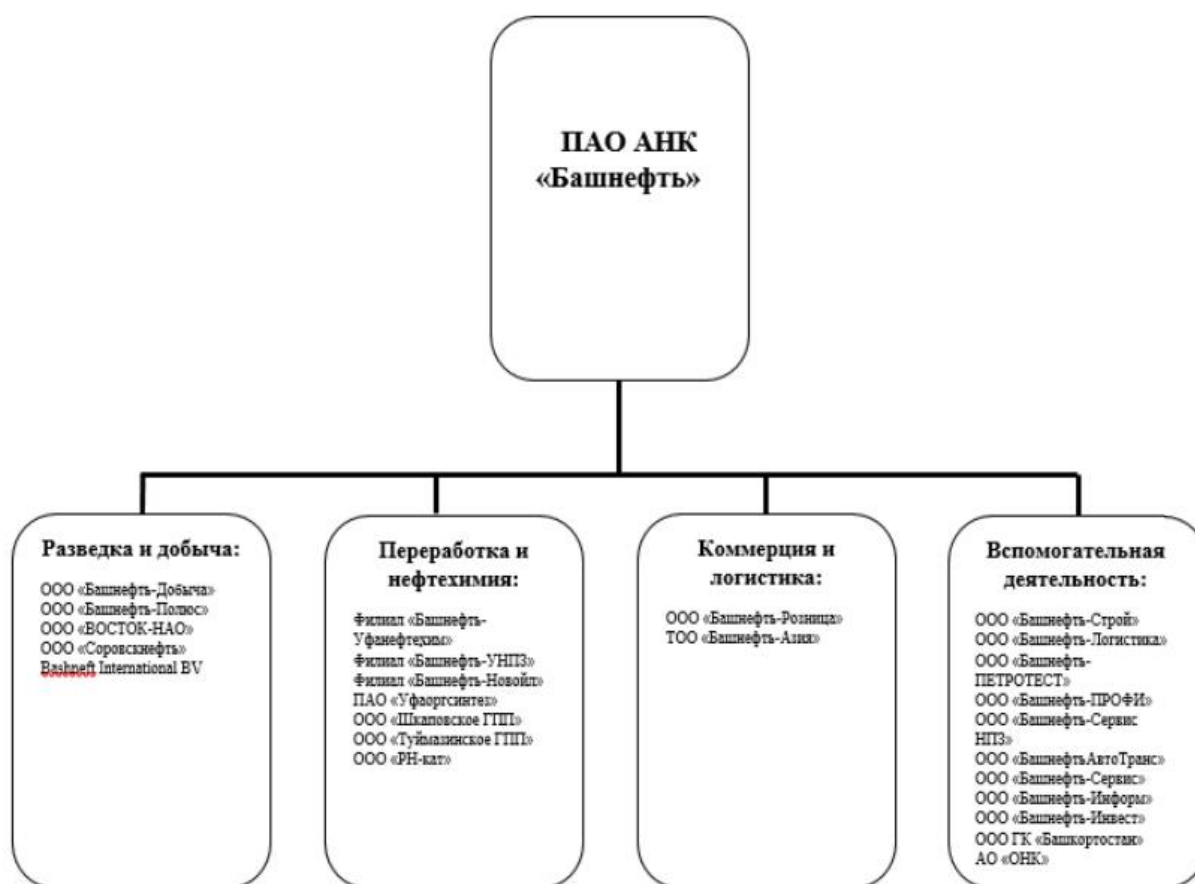 ПАО АНК
«Башнефть»
Разведка и добыча:
ООО «Башнефть-Добыча»
ООО «Башнефть-Полюс»
ООО «ВОСТОК-НАО»
ООО «Соровскнефть»
Bashneft International BV
Переработка и
нефтехимия:
Филиал «Башнефть-
Уфанефтехим»
Филиал «Башнефть-УНПЗ»
Филиал «Башнефть-Новойл»
ПАО «Уфаоргсинтез»
ООО «Шкаповское ГПП»
ООО «Туймазинское ГПП»
ООО «РН-кат»
Коммерция и
логистика:
ООО «Башнефть-Розница»
ТОО «Башнефть-Азия»
Вспомогательная
деятельность:
ООО «Башнефть-Строй»
ООО «Башнефть-Логистика»
ООО «Башнефть-
ПЕТРОТЕСТ»
ООО «Башнефть-ПРОФИ»
ООО «Башнефть-Сервис
НПЗ»
ООО «БашнефтьАвтоТранс»
ООО «Башнефть-Сервис»
ООО «Башнефть-Информ»
ООО «Башнефть-Инвест»
ООО ГК «Башкортостан»
АО «ОНК»